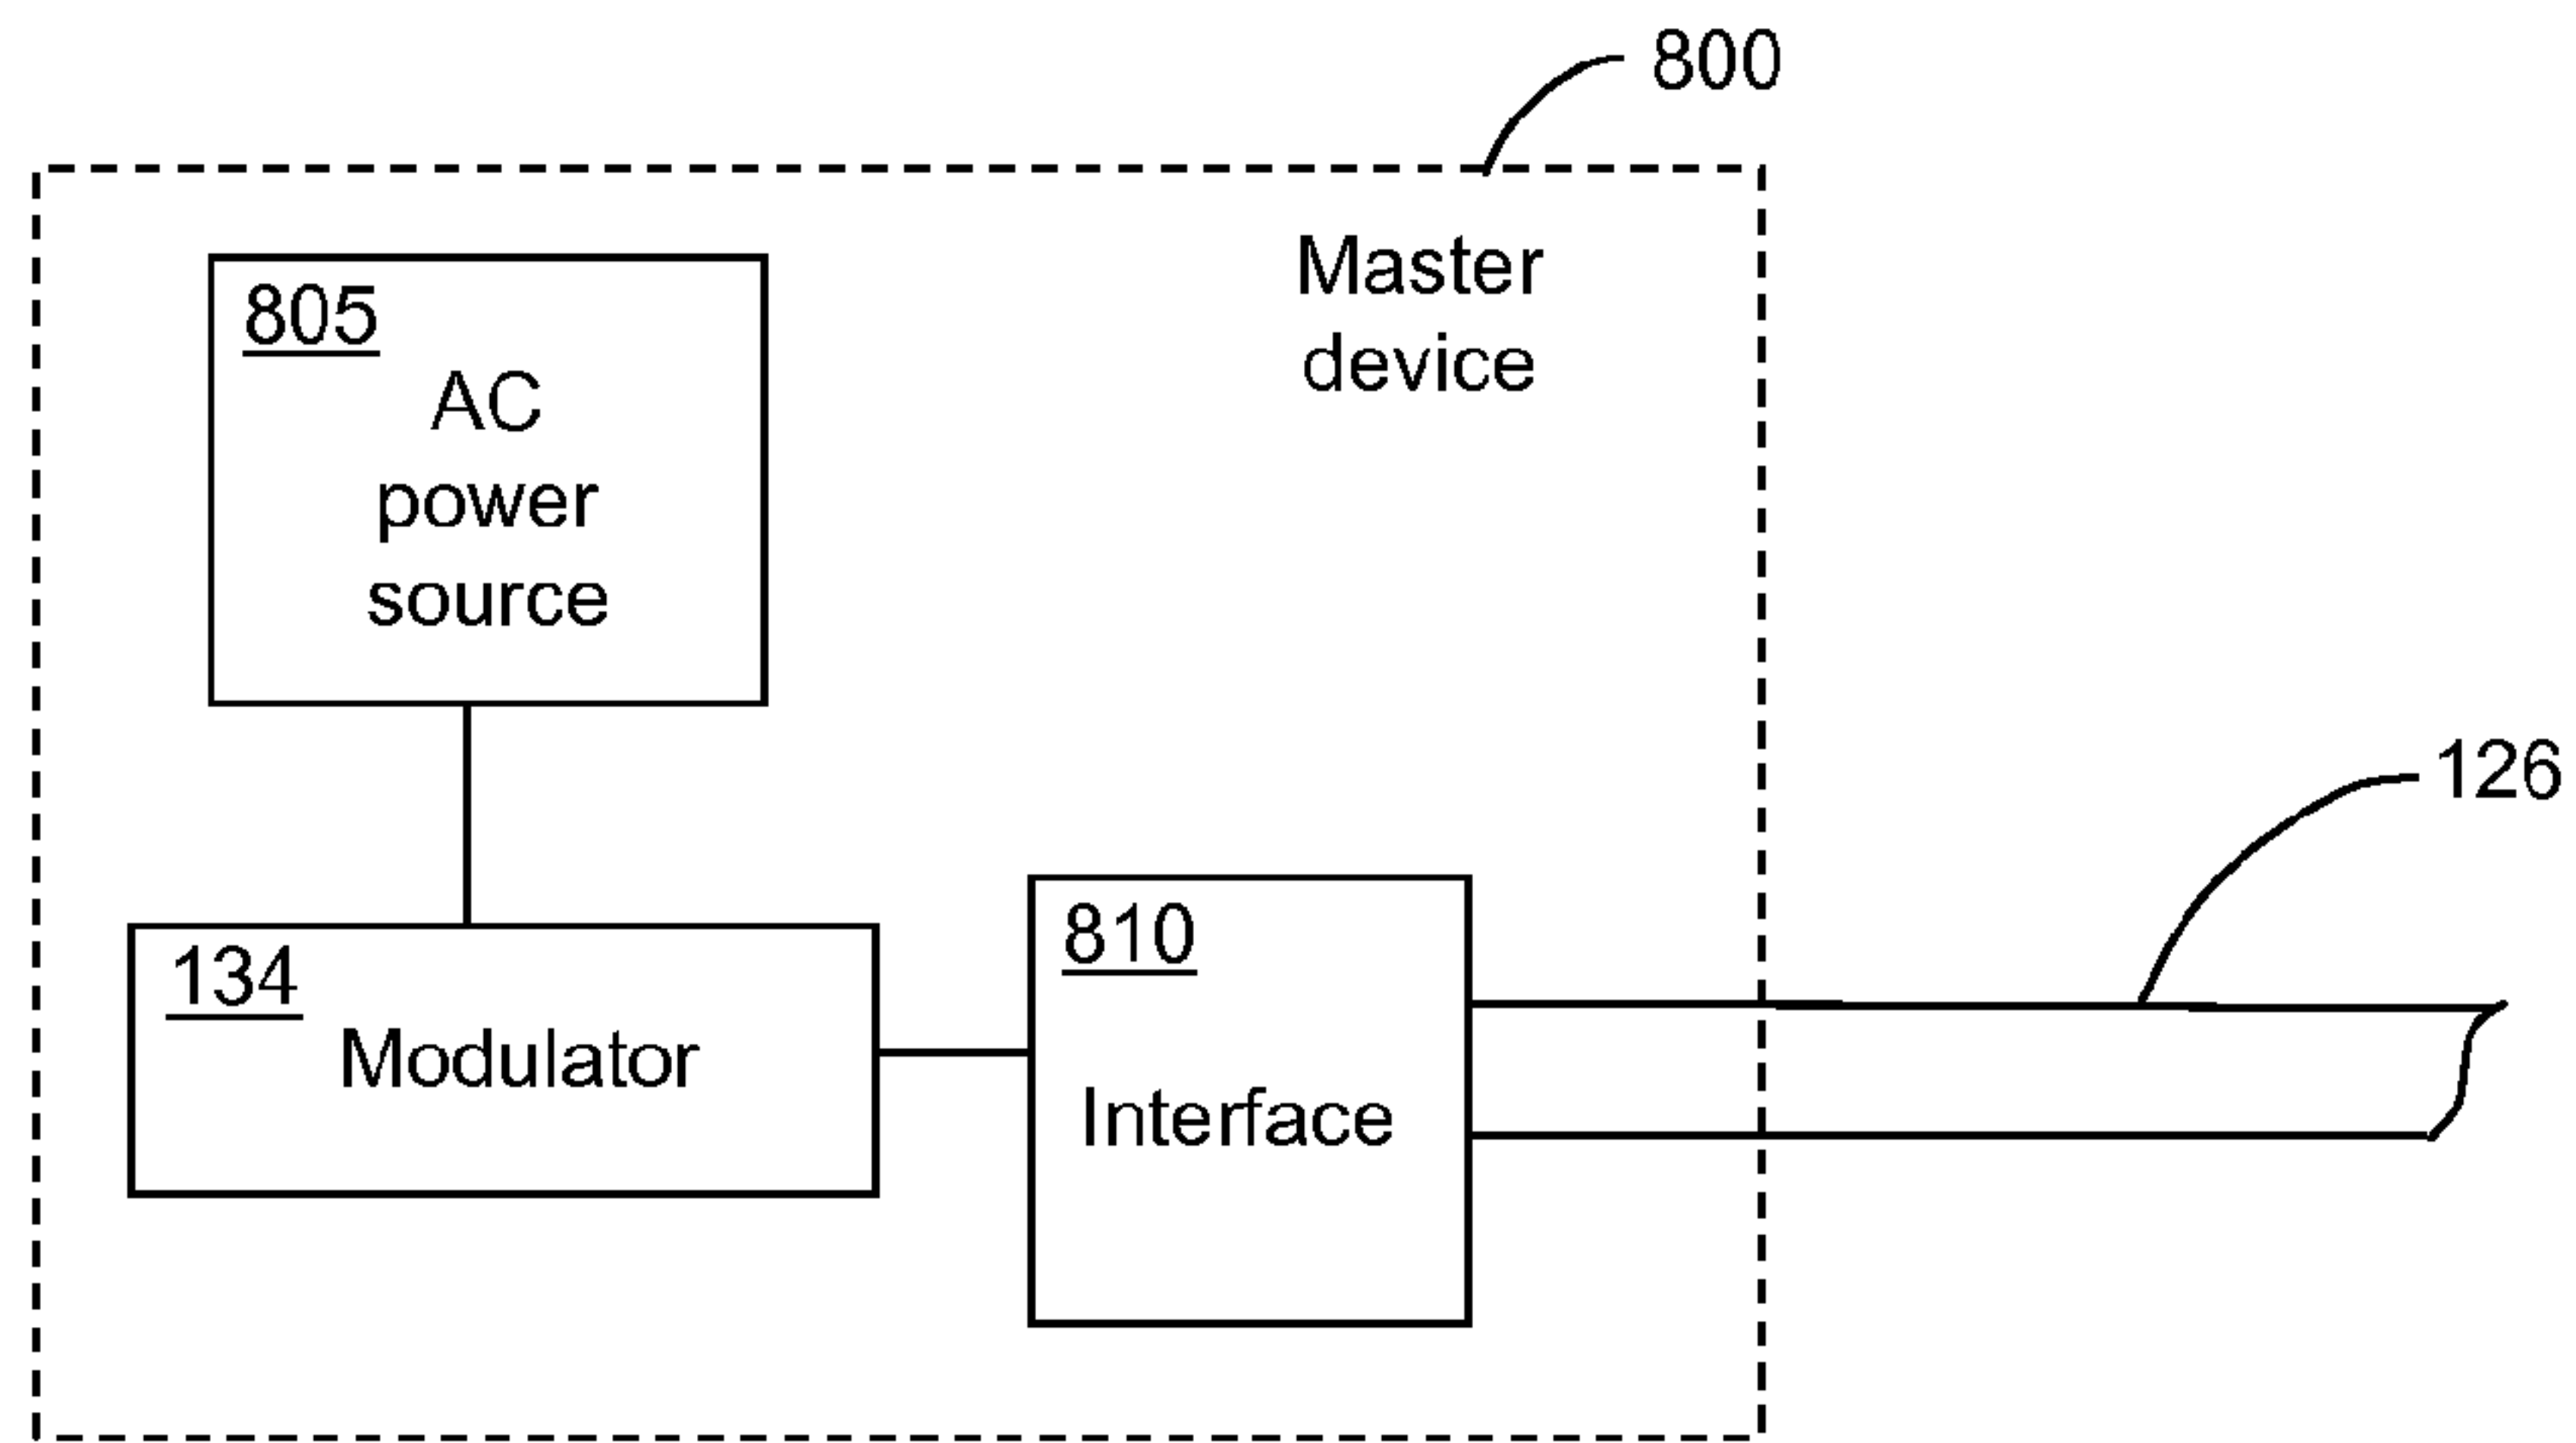 800
Master
device
805
AC
power
source
126
134
Modulator
810
Interface